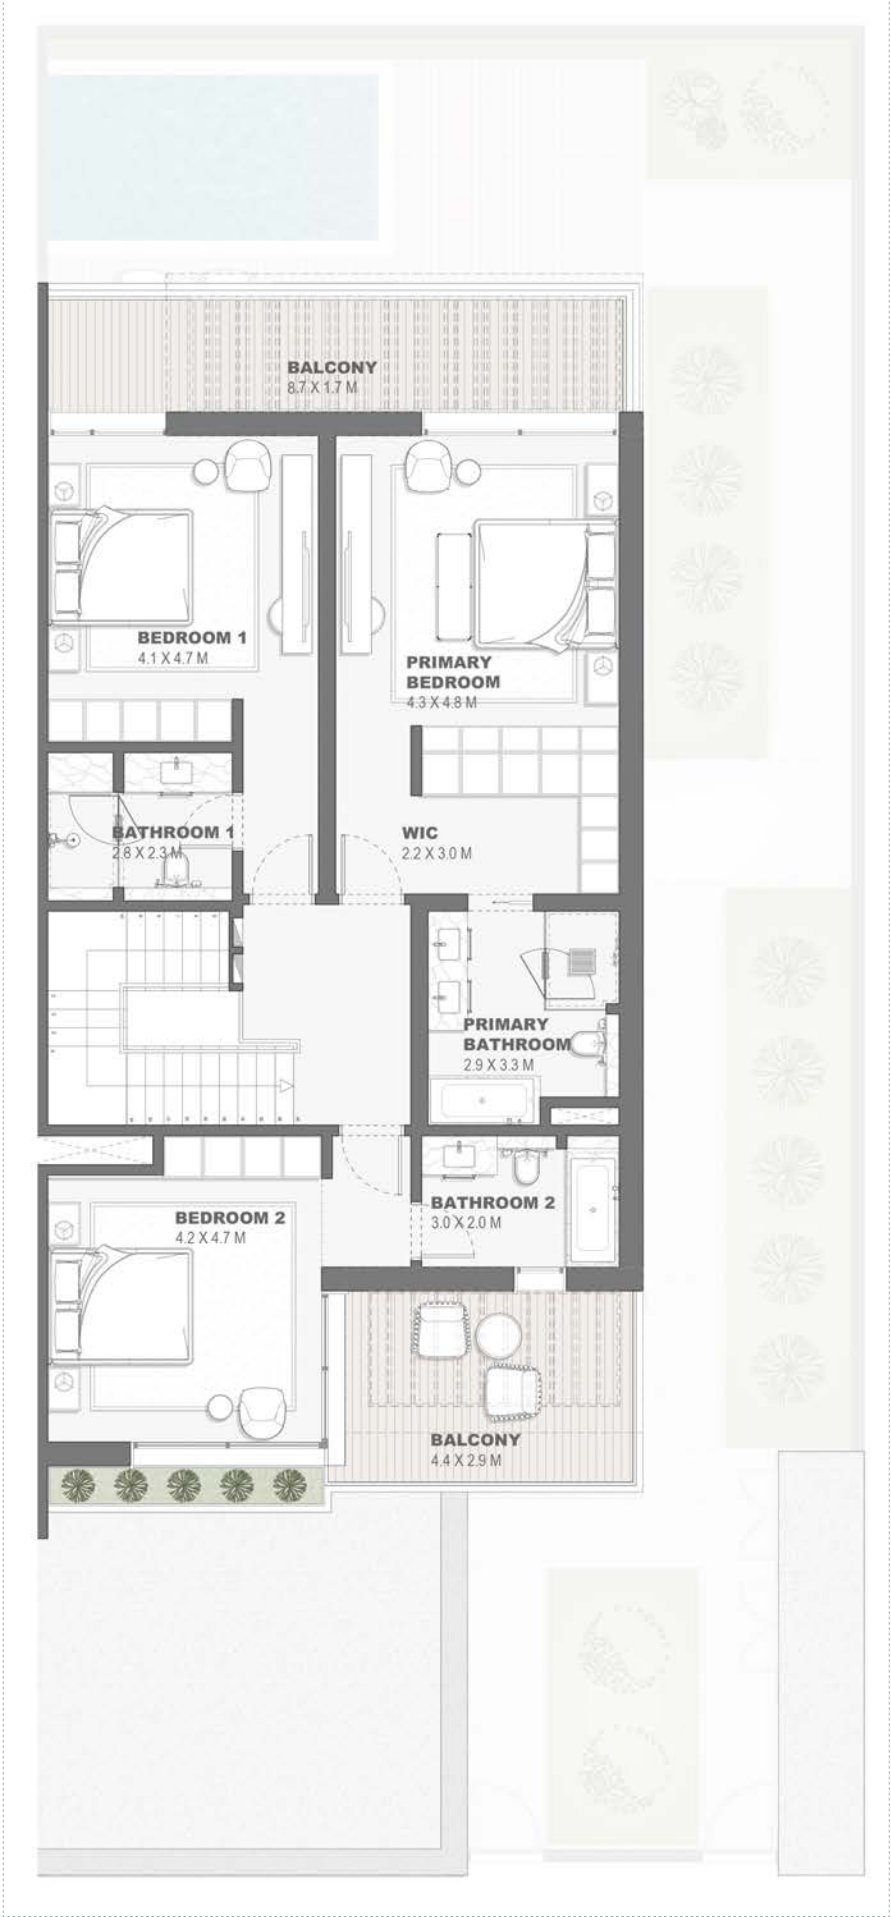 BALCONY
8.7 X 1.7 M
BEDROOM 1
4.1 X 4.7 M
PRIMARY
BEDROOM
4.3 X 4.8 M
BATHROOM 1
2.8 X 2.3 M
WIC
2.2 X 3.0 M
PRIMARY
BATHROOM
2.9 X 3.3 M
BEDROOM 2
4.2 X 4.7 M
BATHROOM 2
3.0 X 2.0 M
BALCONY
4.4 X 2.9 M